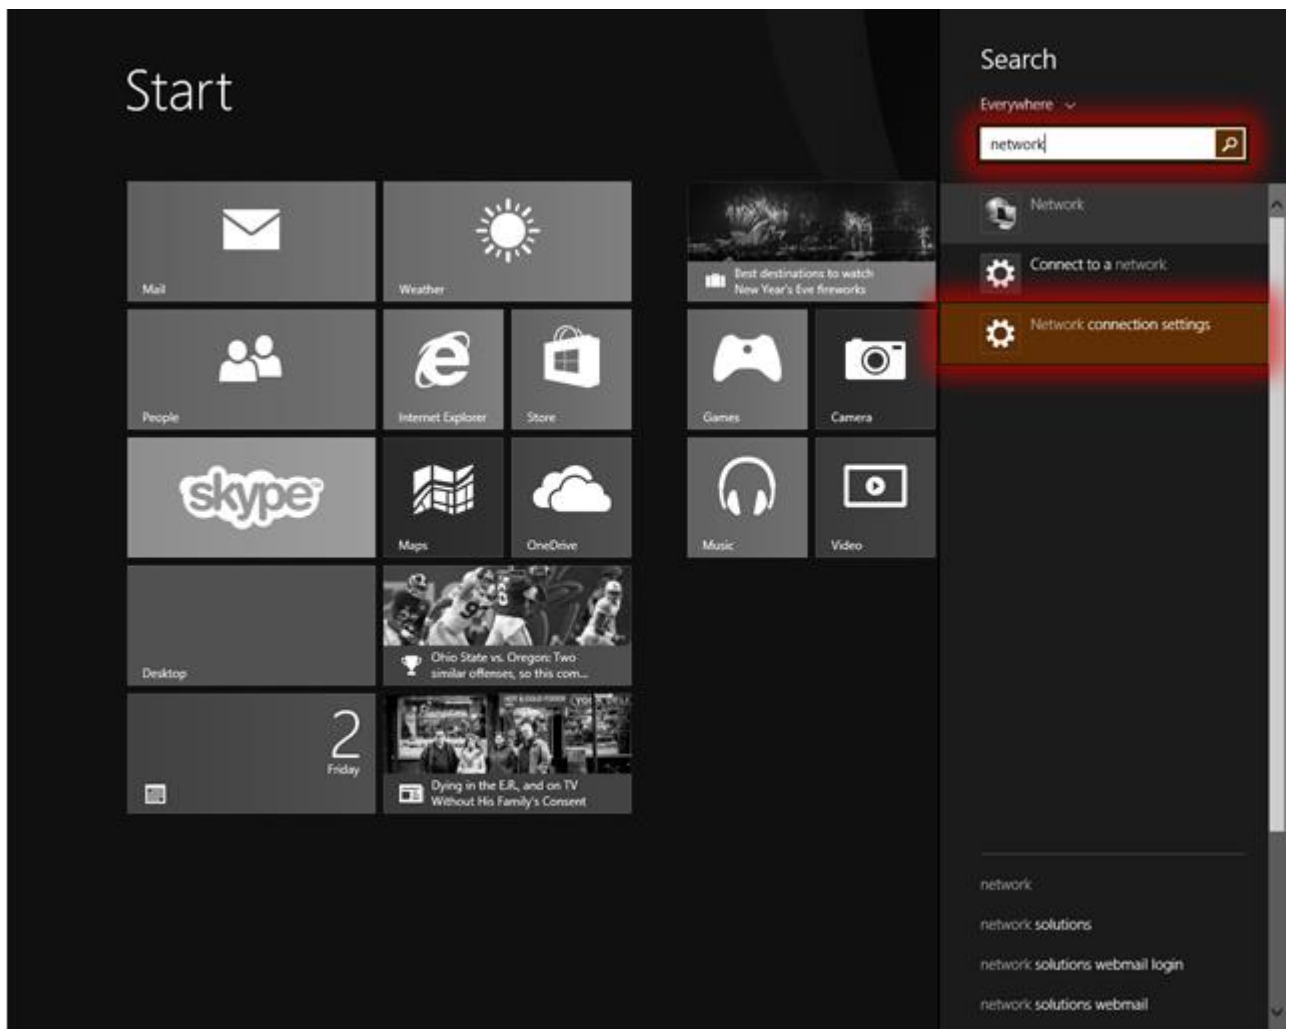 Start
Search
Everywhere
network
Network
Connect to a network
Network connection settings
Mail
Weather
Best destinations to watch
New Year's Eve fireworks
People
Internet Explorer
Store
Games
Camera
skype
Maps
OneDrive
Music
Video
Desktop
Ohio State vs. Oregon: Two
similar offenses, so this com...
2
Friday
Dying in the E.R., and on TV
Without His Family's Consent
network
network solutions
network solutions webmail login
network solutions webmail